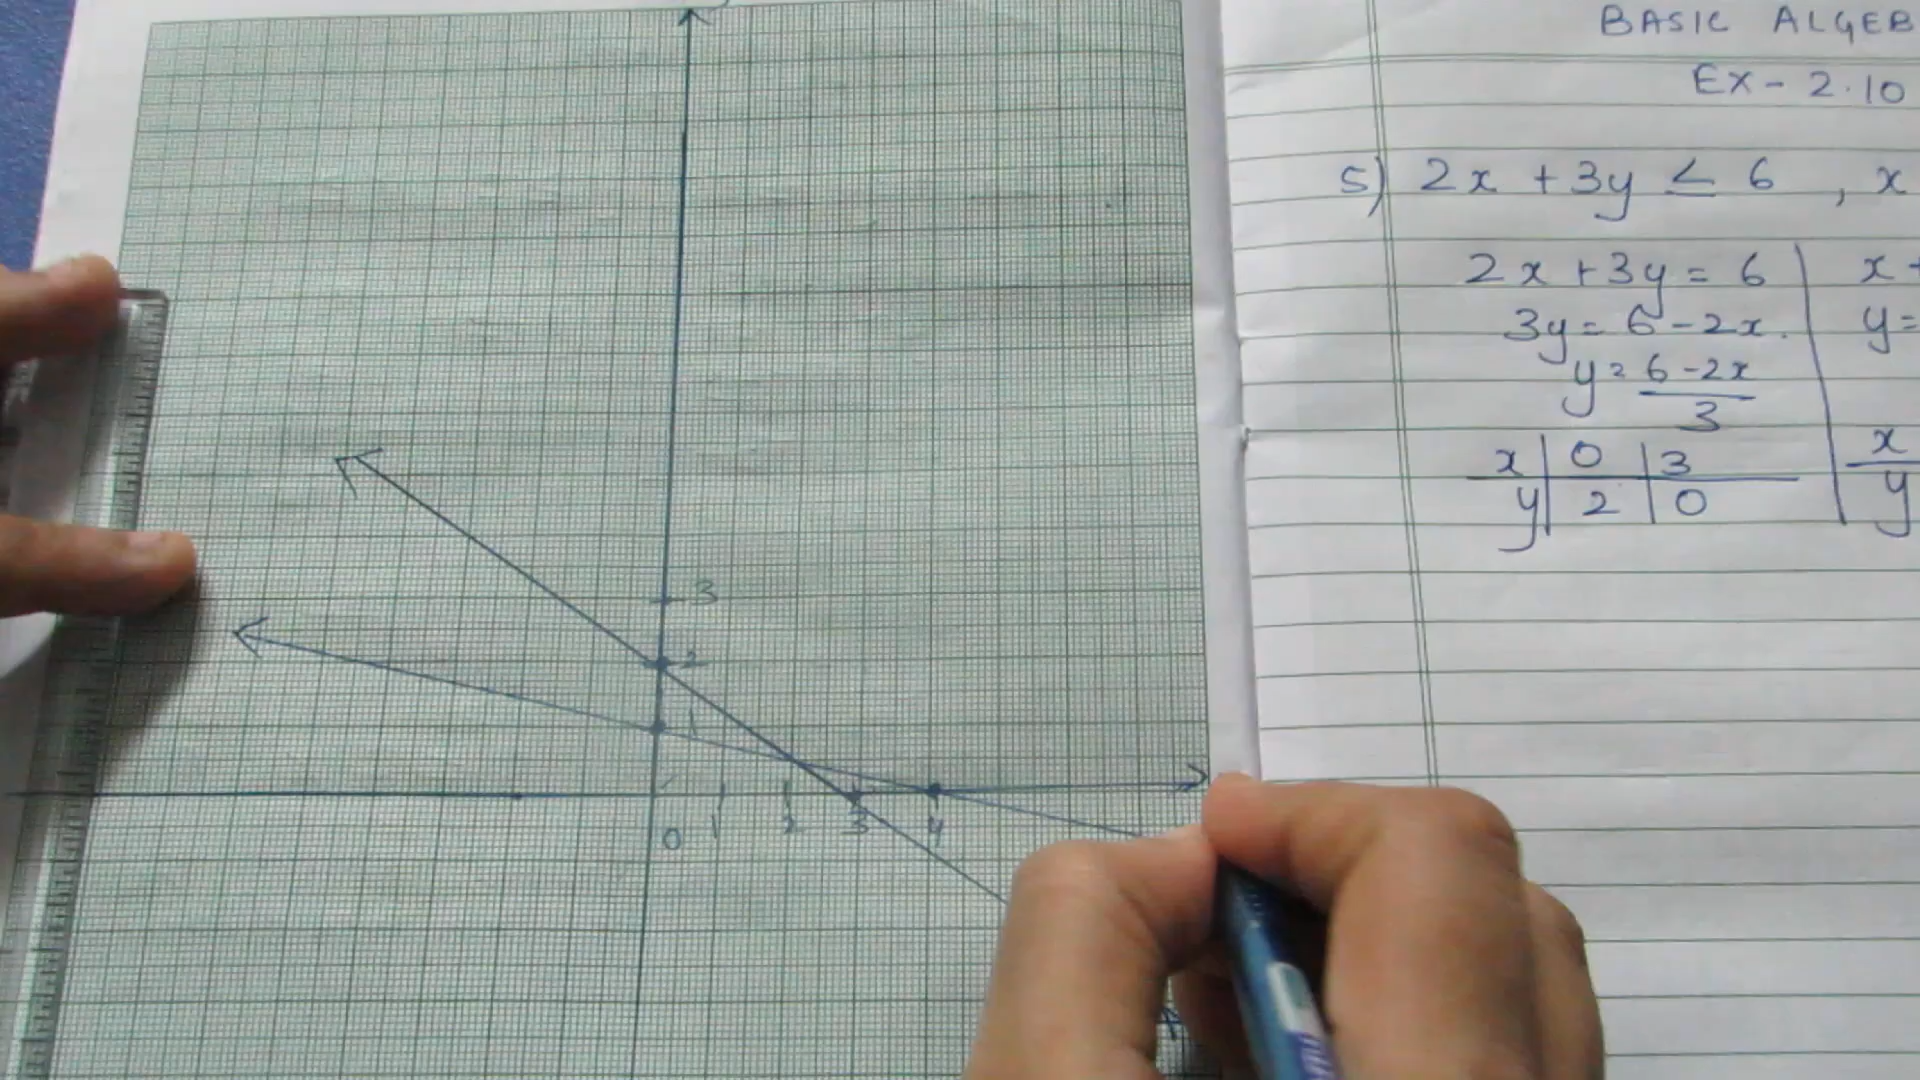 BASIC ALGEB
EX - 2.10
5) 2x + 3y ≤ 6 , x
2x + 3y = 6
x +
3y = 6 - 2x.
y =
y = 6 - 2x
3
x 0 3
x
y 2 0
y
3
2
1
0 1 2 3 4